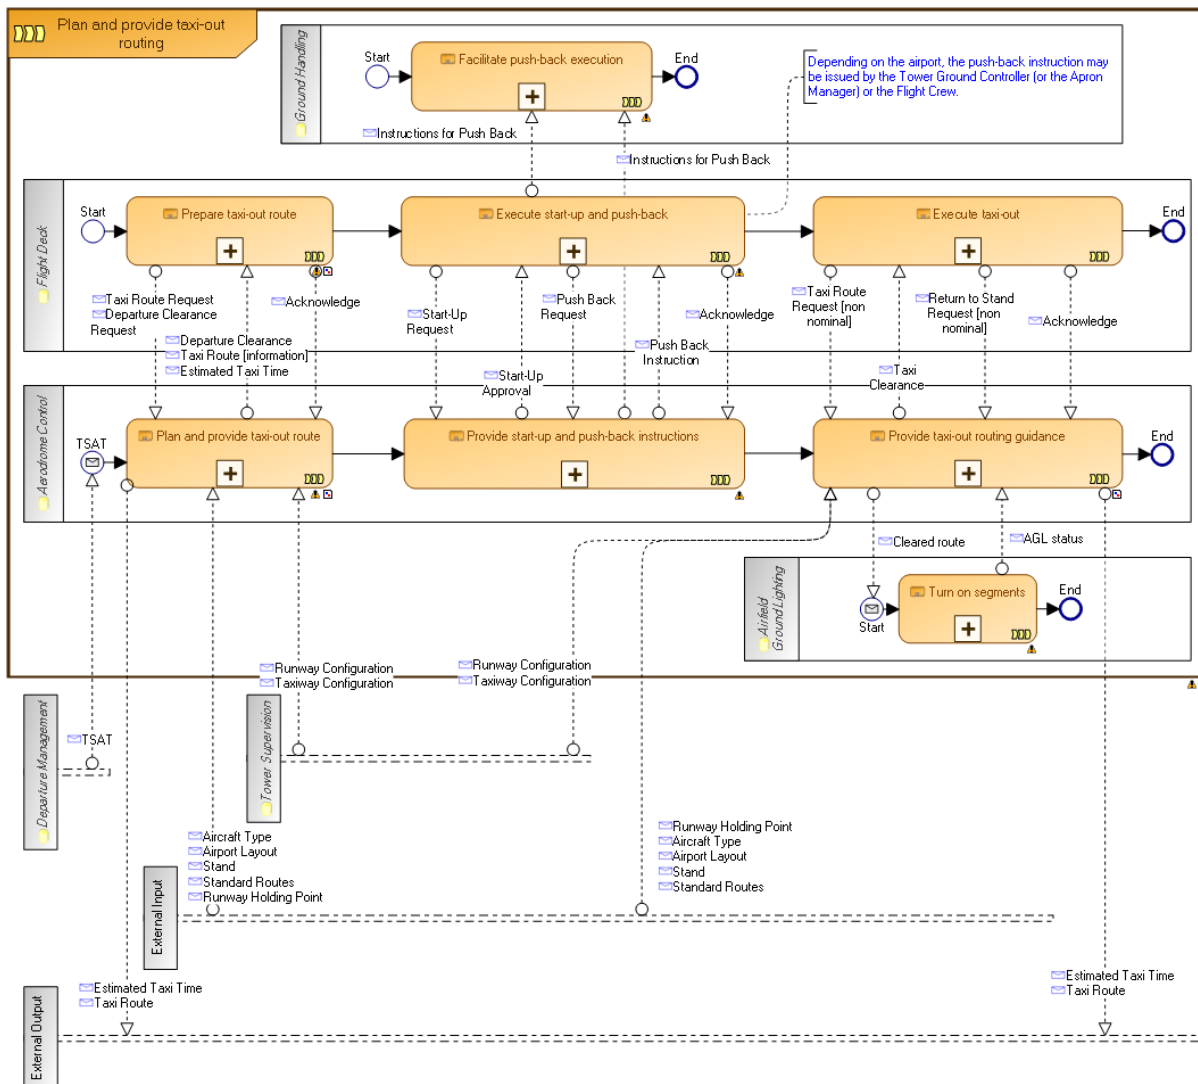 Plan and provide taxi-out
routing
Ground Handling
Start
Facilitate push-back execution
End
Depending on the airport, the push-back instruction may
be issued by the Tower Ground Controller (or the Apron
Manager) or the Flight Crew.
Instructions for Push Back
Instructions for Push Back
Flight Deck
Start
Prepare taxi-out route
Execute start-up and push-back
Execute taxi-out
End
Taxi Route Request
Departure Clearance
Request
Acknowledge
Departure Clearance
Taxi Route [information]
Estimated Taxi Time
Start-Up
Request
Push Back
Request
Acknowledge
Start-Up
Approval
Push Back
Instruction
Taxi Route
Request [non
nominal]
Return to Stand
Request [non
nominal]
Acknowledge
Taxi
Clearance
Aerodrome Control
TSAT
Plan and provide taxi-out route
Provide start-up and push-back instructions
Provide taxi-out routing guidance
End
Cleared route
AGL status
Airfield
Ground Lighting
Start
Turn on segments
End
Runway Configuration
Taxiway Configuration
Runway Configuration
Taxiway Configuration
Departure Management
TSAT
Tower Supervision
Aircraft Type
Airport Layout
Stand
Standard Routes
Runway Holding Point
Runway Holding Point
Aircraft Type
Airport Layout
Stand
Standard Routes
External Input
Estimated Taxi Time
Taxi Route
Estimated Taxi Time
Taxi Route
External Output